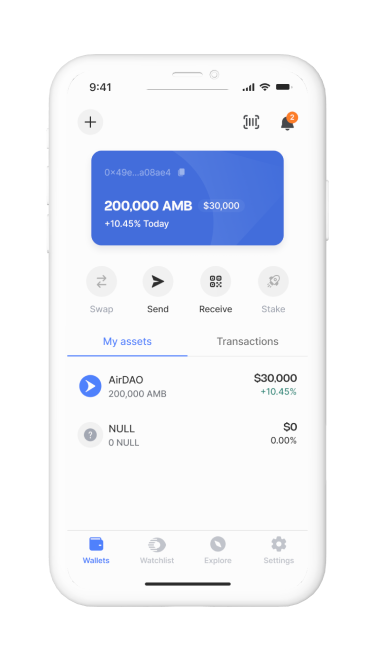 9:41
2
0x49e...a08ae4
200,000 AMB $30,000
+10.45% Today
Swap Send Receive Stake
My assets Transactions
AirDAO $30,000
200,000 AMB +10.45%
? NULL $0
0 NULL 0.00%
Wallets Watchlist Explore Settings